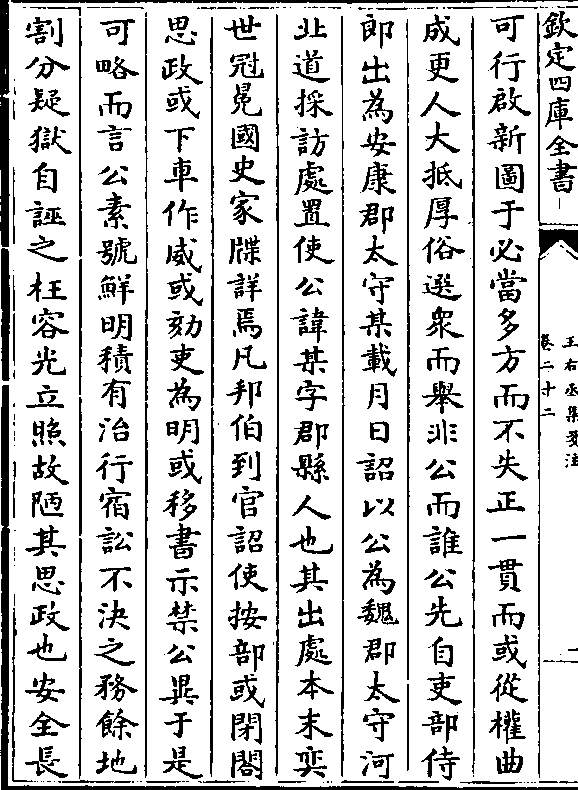 欽定四庫全書
王右丞集箋注
卷二十二
一
可行啟新圖于必當多方而不失正一貫而或從權曲
成更人大抵厚俗選衆而舉非公而誰公先自吏部侍
郎出為安康郡太守某載月日詔以公為魏郡太守河
北道採訪處置使公諱某字郡縣人也其出處本末奕
世冠冕國史家牒詳焉凡邦伯到官詔使按部或閉閤
思政或下車作威或劾吏為明或移書示禁公異于是
可略而言公素號鮮明積有治行宿訟不決之務餘地
割分疑獄自誣之枉容光立照故陋其思政也安全長